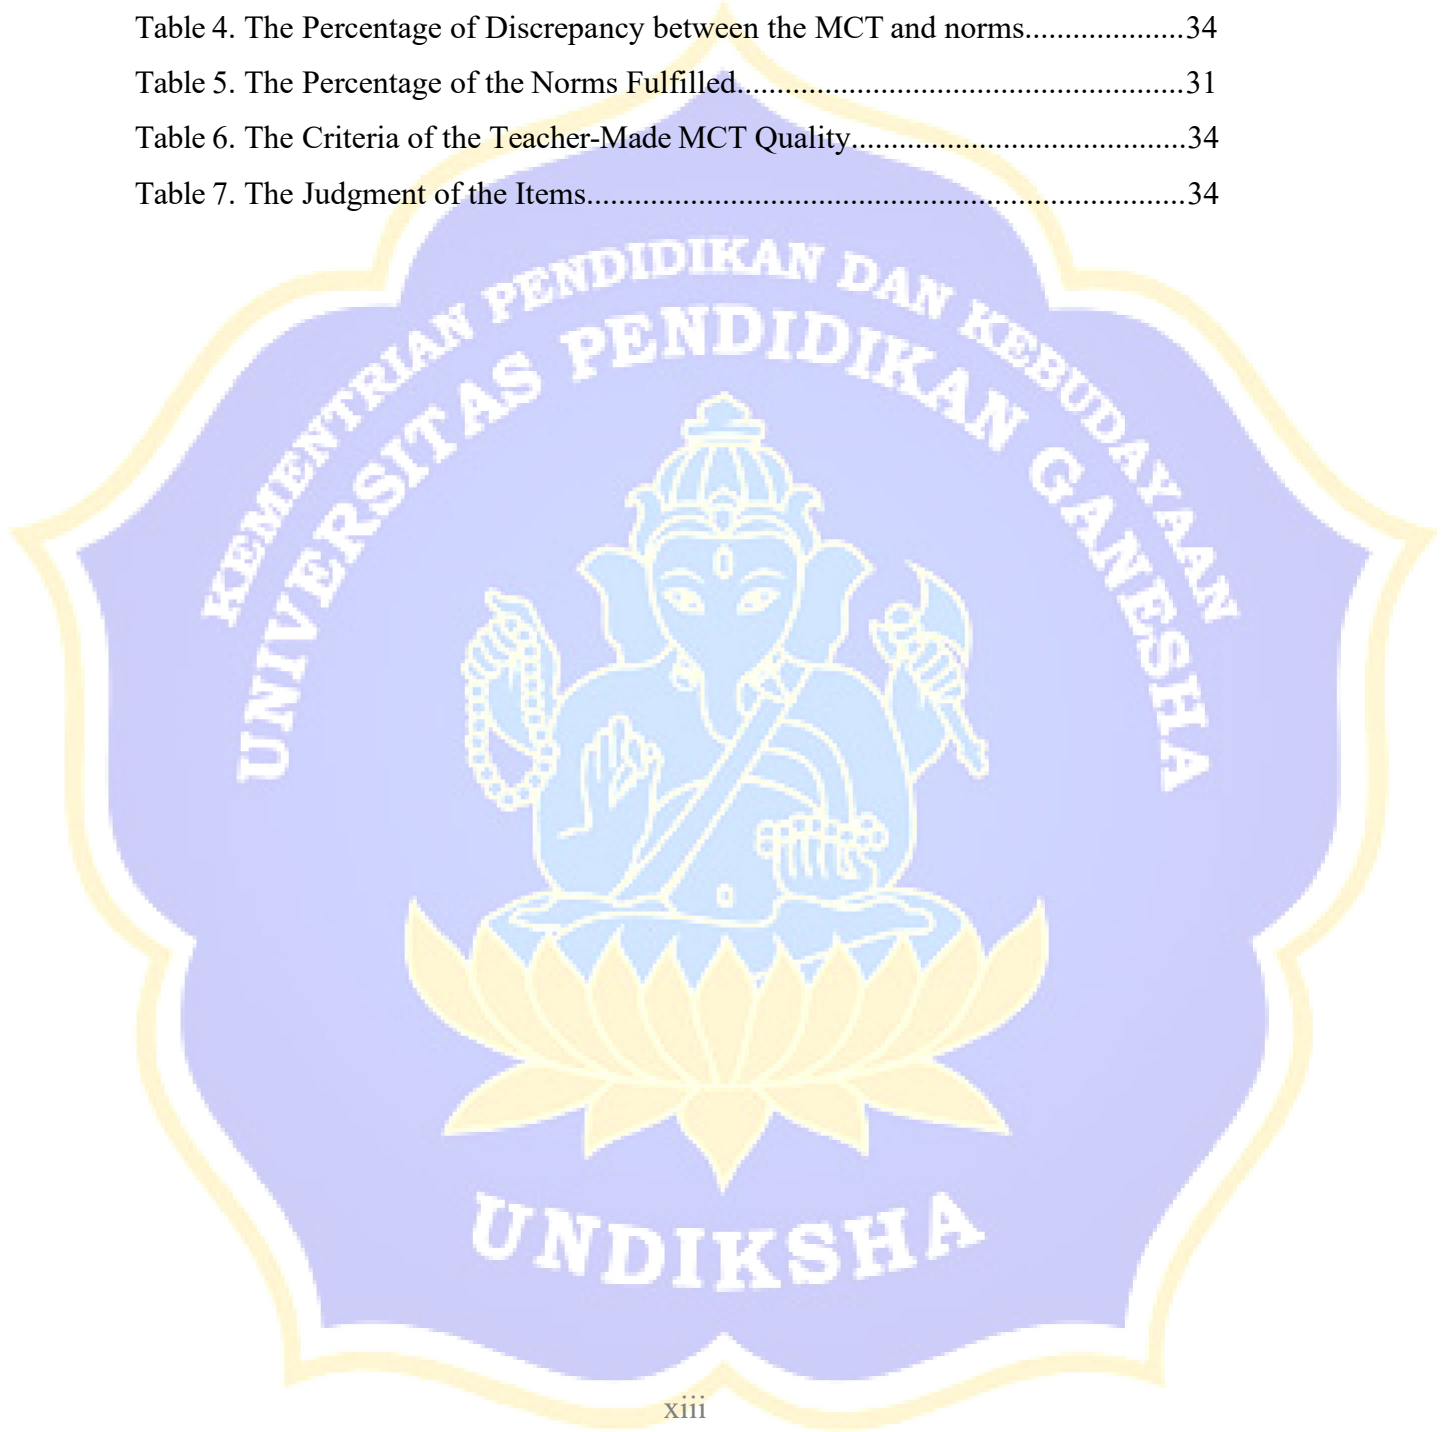 Table 4. The Percentage of Discrepancy between the MCT and norms....................34
Table 5. The Percentage of the Norms Fulfilled........................................................31
Table 6. The Criteria of the Teacher-Made MCT Quality..........................................34
Table 7. The Judgment of the Items...........................................................................34
KEMENTRIAN PENDIDIKAN DAN KEBUDAYAAN
UNIVERSITAS PENDIDIKAN GANESHA
UNDIKSHA
xiii